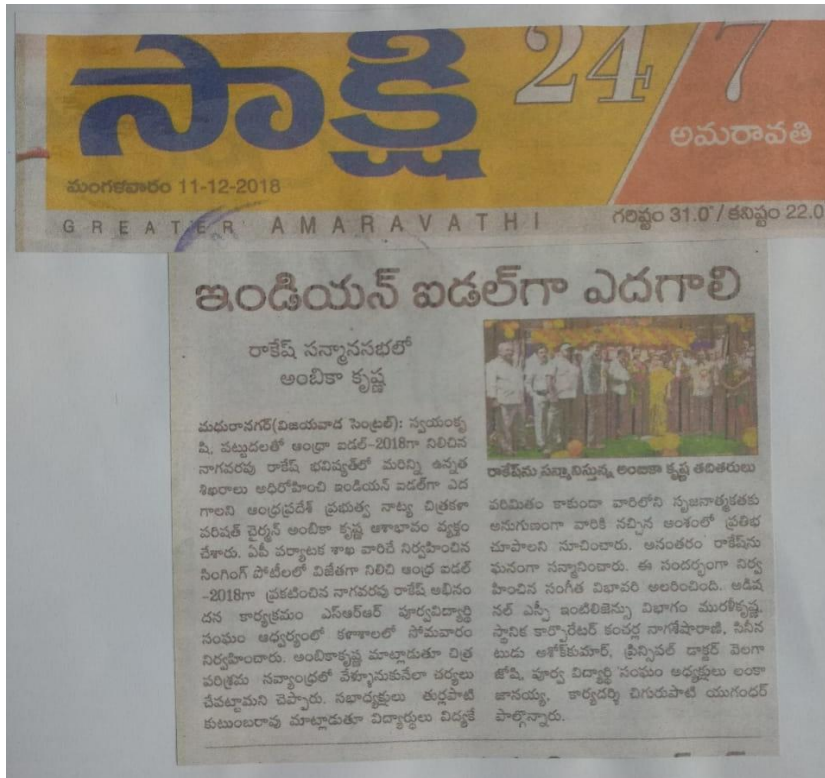 సాక్షి
24/7
అమరావతి
మంగళవారం 11-12-2018
GREATER AMARAVATHI
గరిష్టం 31.0°/ కనిష్టం 22.0
ఇండియన్ ఐడల్‌గా ఎదగాలి
రాకేష్ సన్మానసభలో
అంబికా కృష్ణ
మధురానగర్(విజయవాడ సెంట్రల్): స్వయంకృ
షి, పట్టుదలతో ఆంధ్రా ఐడల్-2018గా నిలిచిన
నాగవరపు రాకేష్ భవిష్యత్‌లో మరిన్ని ఉన్నత
శిఖరాలు అధిరోహించి ఇండియన్ ఐడల్‌గా ఎద
గాలని ఆంధ్రప్రదేశ్ ప్రభుత్వ నాట్య చిత్రకళా
పరిషత్ చైర్మన్ అంబికా కృష్ణ ఆశాభావం వ్యక్తం
చేశారు. ఏపీ పర్యాటక శాఖ వారిచే నిర్వహించిన
సింగింగ్ పోటీలలో విజేతగా నిలిచి ఆంధ్ర ఐడల్
-2018గా ప్రకటించిన నాగవరపు రాకేష్ అభినం
దన కార్యక్రమం ఎస్ఆర్ఆర్ పూర్వవిద్యార్థి
సంఘం ఆధ్వర్యంలో కళాశాలలో సోమవారం
నిర్వహించారు. అంబికాకృష్ణ మాట్లాడుతూ చిత్ర
పరిశ్రమ నవ్యాంధ్రలో వేళ్ళూనుకునేలా చర్యలు
చేపట్టామని చెప్పారు. సభాధ్యక్షులు తుర్లపాటి
కుటుంబరావు మాట్లాడుతూ విద్యార్థులు విద్యకే
రాకేష్‌ను సన్మానిస్తున్న అంబికా కృష్ణ తదితరులు
పరిమితం కాకుండా వారిలోని సృజనాత్మకతకు
అనుగుణంగా వారికి నచ్చిన అంశంలో ప్రతిభ
చూపాలని సూచించారు. అనంతరం రాకేష్‌ను
ఘనంగా సన్మానించారు. ఈ సందర్భంగా నిర్వ
హించిన సంగీత విభావరి అలరించింది. అడిష
నల్ ఎస్పీ ఇంటిలిజెన్సు విభాగం మురళీకృష్ణ,
స్థానిక కార్పొరేటర్ కంచర్ల నాగశేషారాణి, సినీన
టుడు అశోక్‌కుమార్, ప్రిన్సిపల్ డాక్టర్ వెలగా
జోషి, పూర్వ విద్యార్థి సంఘం అధ్యక్షులు లంకా
జానయ్య, కార్యదర్శి చిగురుపాటి యుగంధర్
పాల్గొన్నారు.